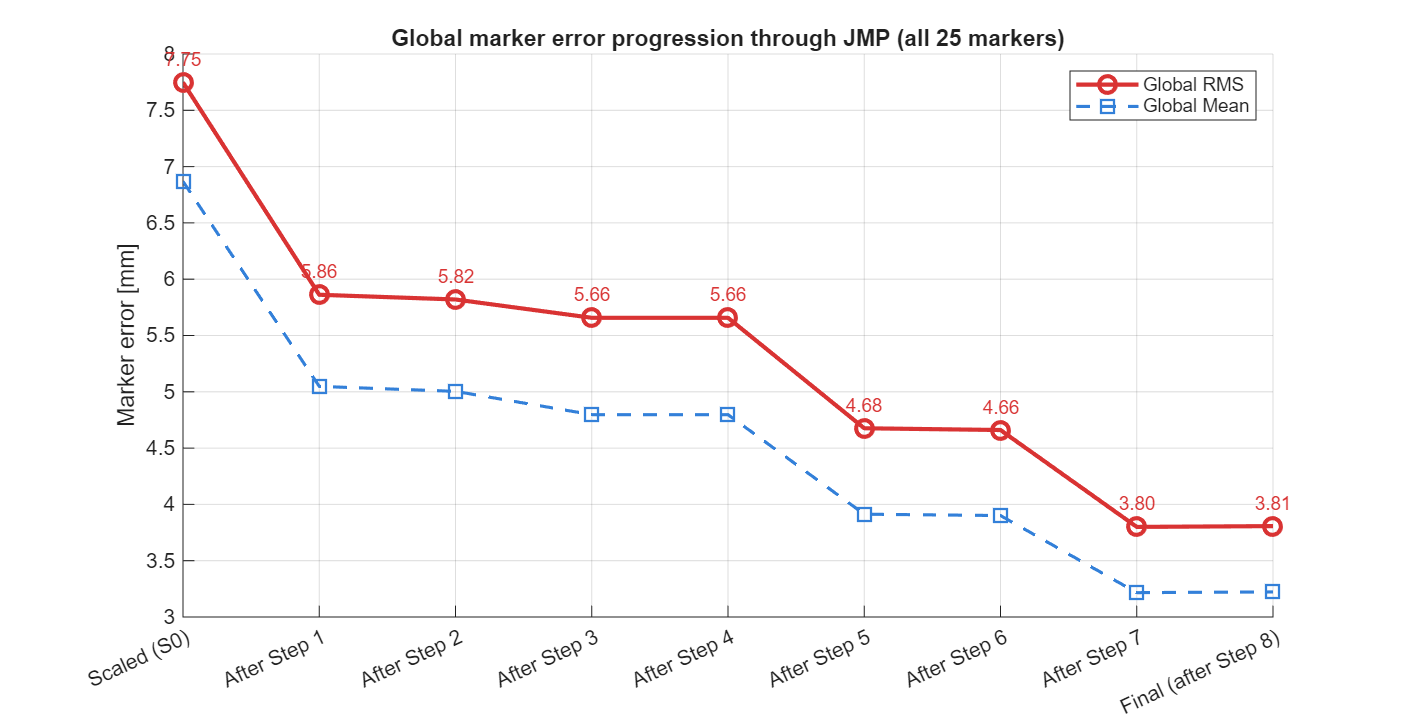 Global marker error progression through JMP (all 25 markers)
Global RMS
Global Mean
Marker error [mm]
8
7.5
7
6.5
6
5.5
5
4.5
4
3.5
3
7.75
5.86
5.82
5.66
5.66
4.68
4.66
3.80
3.81
Scaled (S0)
After Step 1
After Step 2
After Step 3
After Step 4
After Step 5
After Step 6
After Step 7
Final (after Step 8)